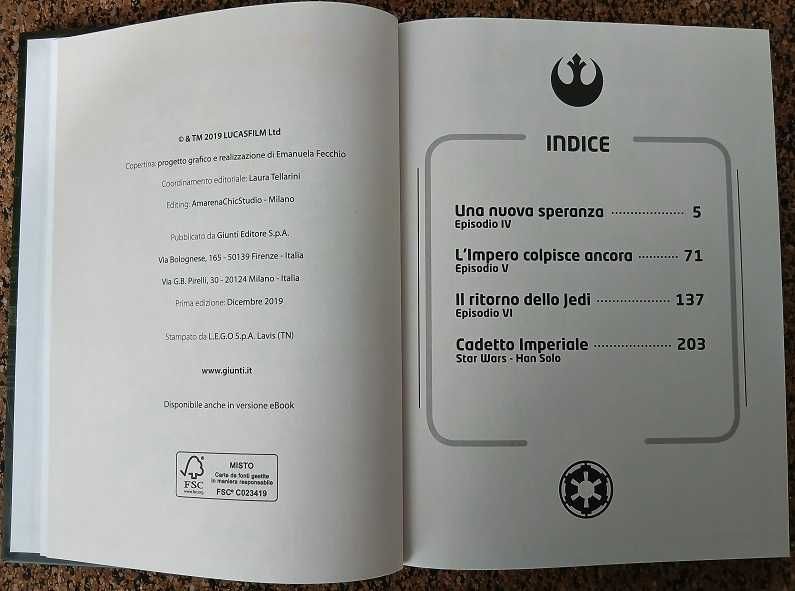 © & TM 2019 LUCASFILM Ltd
Copertina: progetto grafico e realizzazione di Emanuela Fecchio
Coordinamento editoriale: Laura Tellarini
Editing: AmarenaChicStudio - Milano
Pubblicato da Giunti Editore S.p.A.
Via Bolognese, 165 - 50139 Firenze - Italia
Via G.B. Pirelli, 30 - 20124 Milano - Italia
Prima edizione: Dicembre 2019
Stampato da L.E.G.O S.p.A. Lavis (TN)
www.giunti.it
Disponibile anche in versione eBook
FSC
www.fsc.org
MISTO
Carta da fonti gestite
in maniera responsabile
FSC® C023419
INDICE
Una nuova speranza ................ 5
Episodio IV
L'Impero colpisce ancora ......... 71
Episodio V
Il ritorno dello Jedi ................ 137
Episodio VI
Cadetto Imperiale ................ 203
Star Wars - Han Solo